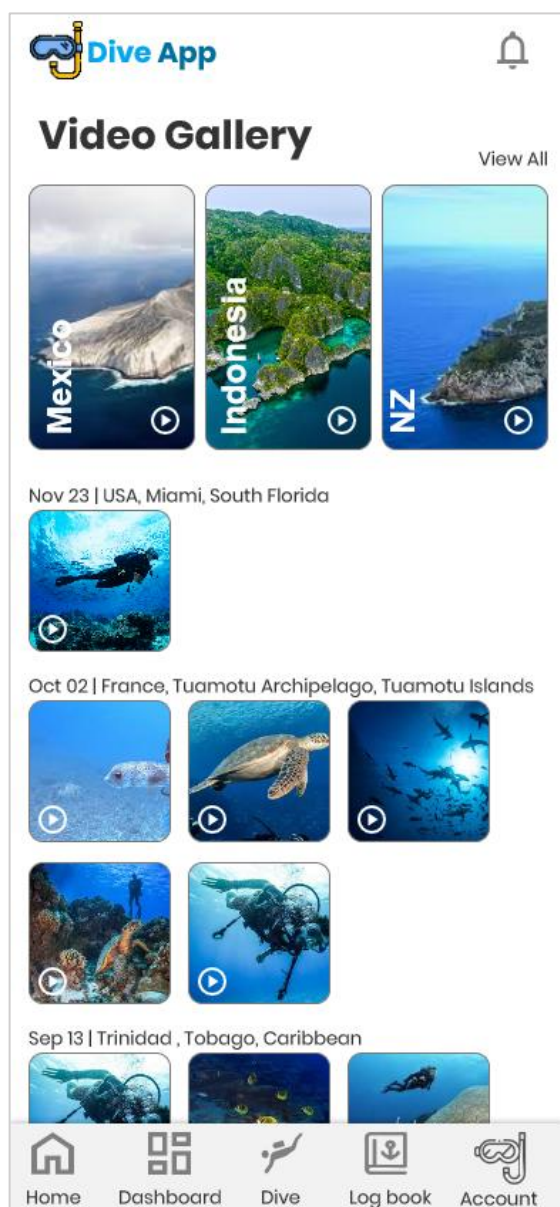 Dive App
Video Gallery
View All
Mexico
Indonesia
NZ
Nov 23 | USA, Miami, South Florida
Oct 02 | France, Tuamotu Archipelago, Tuamotu Islands
Sep 13 | Trinidad , Tobago, Caribbean
Home Dashboard Dive Log book Account